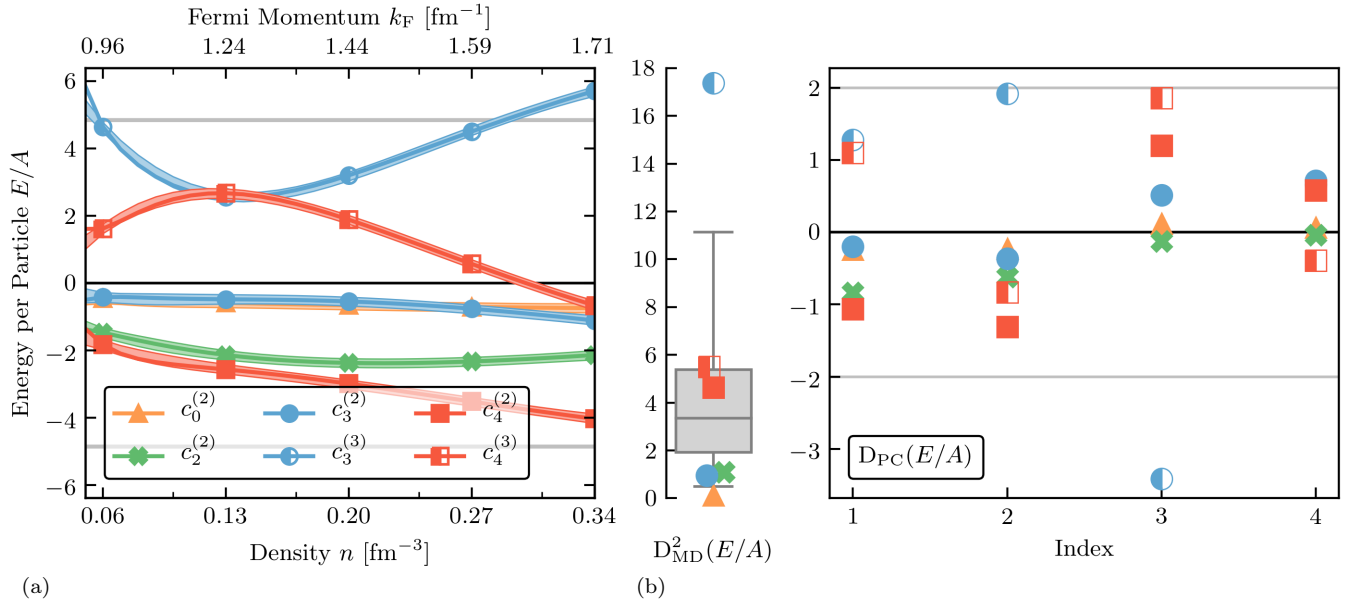 Fermi Momentum k_F [fm⁻¹]
0.96 1.24 1.44 1.59 1.71
Energy per Particle E/A
6
4
2
0
−2
−4
−6
c_0^(2) c_3^(2) c_4^(2)
c_2^(2) c_3^(3) c_4^(3)
0.06 0.13 0.20 0.27 0.34
Density n [fm⁻³]
(a)
18
16
14
12
10
8
6
4
2
0
D²_MD(E/A)
(b)
2
1
0
−1
−2
−3
D_PC(E/A)
1 2 3 4
Index